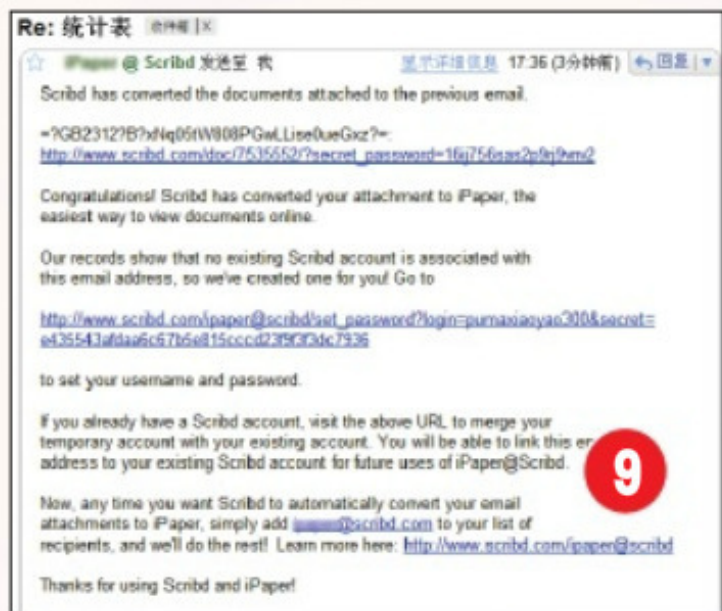 Re: 统计表 收件箱 | X
@ Scribd 发送至 我 显示详细信息 17:36 (3分钟前) 回复
Scribd has converted the documents attached to the previous email.
http://www.scribd.com/doc/7535552/?secret_password=
Congratulations! Scribd has converted your attachment to iPaper, the
easiest way to view documents online.
Our records show that no existing Scribd account is associated with
this email address, so we've created one for you! Go to
http://www.scribd.com/ipaper@scribd/set_password?login=pumaxiaoyao300&secret=
to set your username and password.
If you already have a Scribd account, visit the above URL to merge your
temporary account with your existing account. You will be able to link this
address to your existing Scribd account for future uses of iPaper@Scribd.
9
Now, any time you want Scribd to automatically convert your email
attachments to iPaper, simply add @scribd.com to your list of
recipients, and we'll do the rest! Learn more here: http://www.scribd.com/ipaper@scribd
Thanks for using Scribd and iPaper!